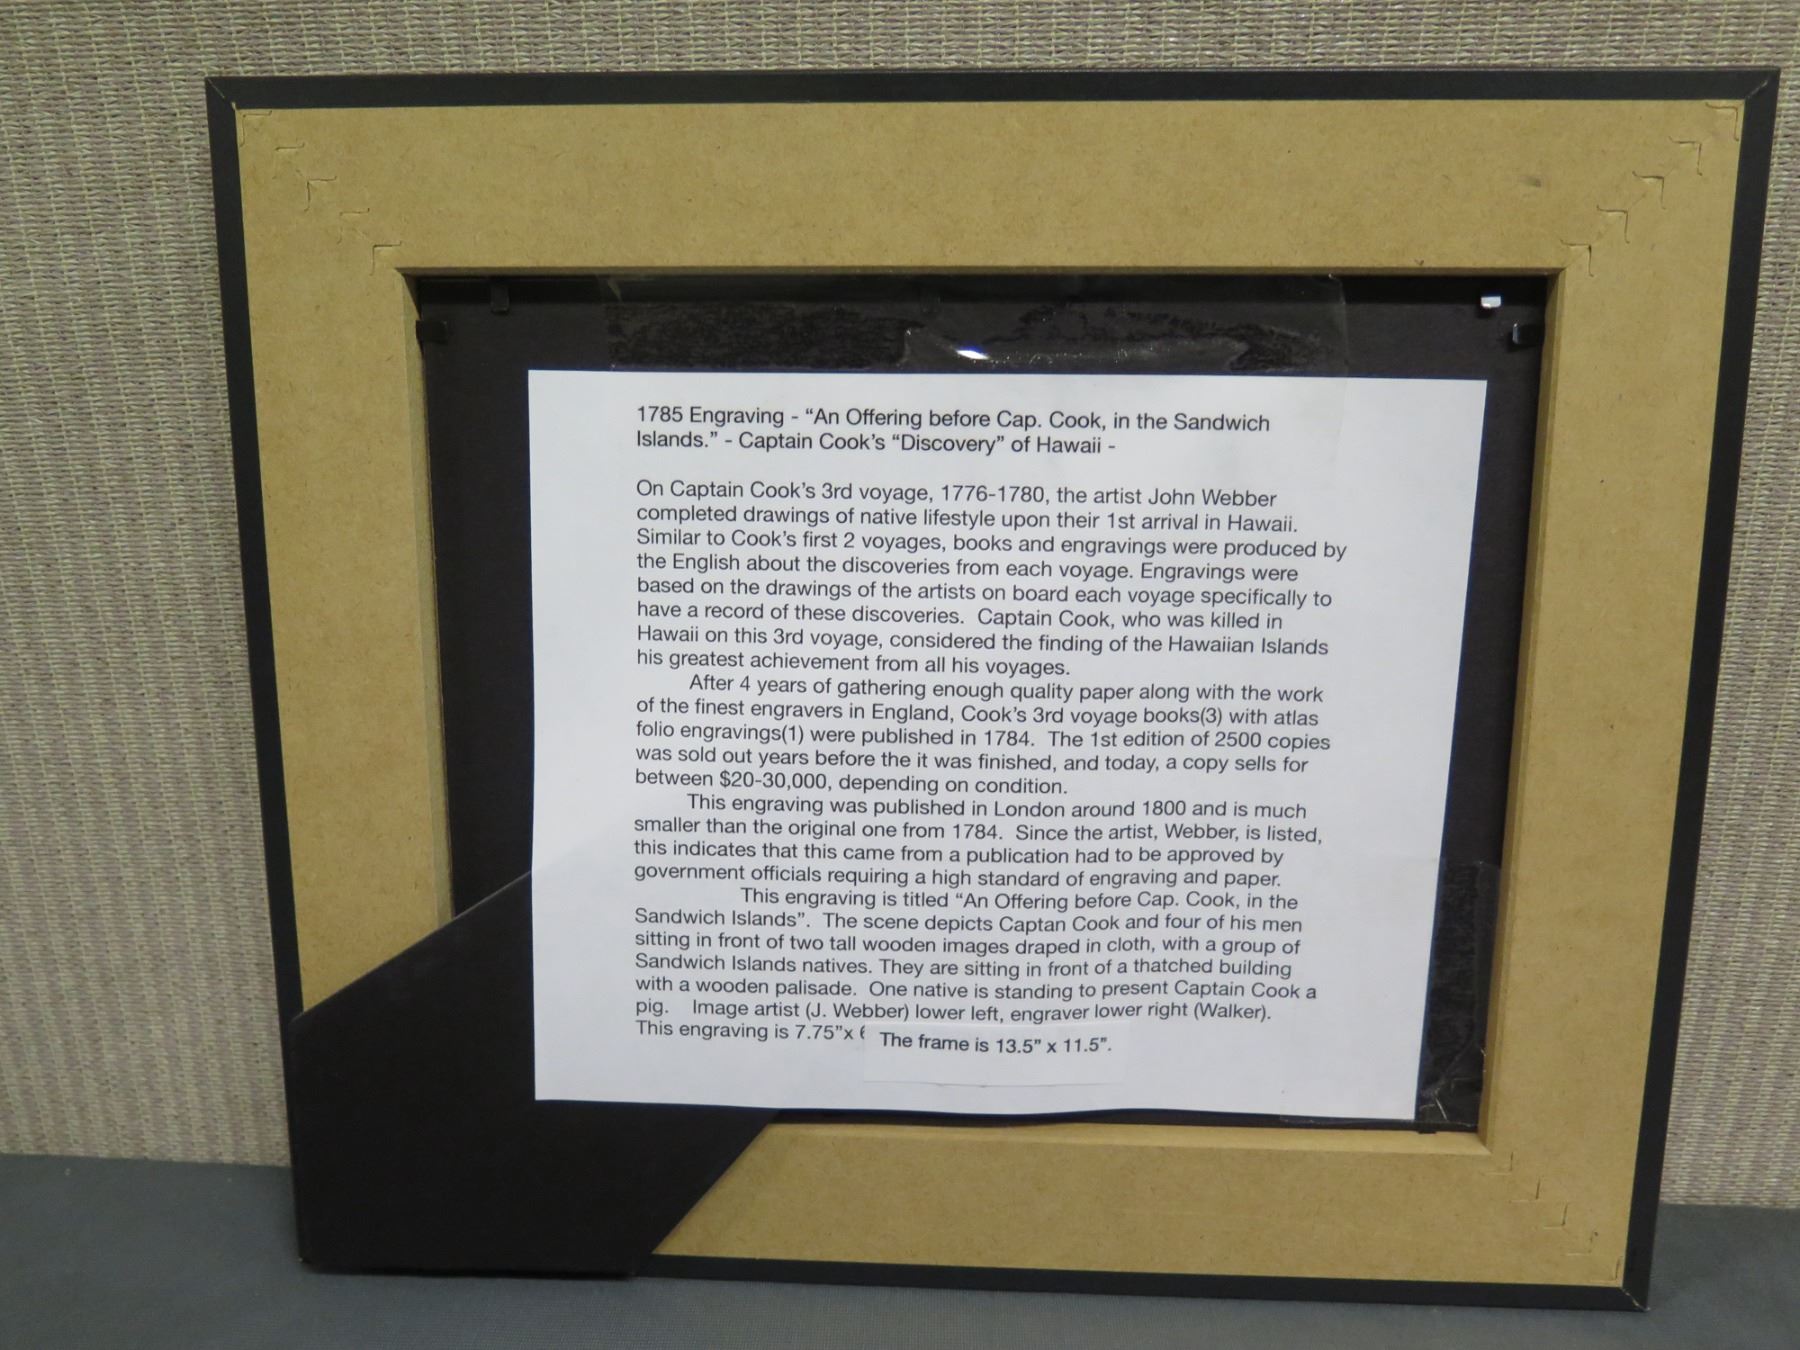 1785 Engraving - “An Offering before Cap. Cook, in the Sandwich
Islands.” - Captain Cook’s “Discovery” of Hawaii -
On Captain Cook’s 3rd voyage, 1776-1780, the artist John Webber
completed drawings of native lifestyle upon their 1st arrival in Hawaii.
Similar to Cook’s first 2 voyages, books and engravings were produced by
the English about the discoveries from each voyage. Engravings were
based on the drawings of the artists on board each voyage specifically to
have a record of these discoveries. Captain Cook, who was killed in
Hawaii on this 3rd voyage, considered the finding of the Hawaiian Islands
his greatest achievement from all his voyages.
After 4 years of gathering enough quality paper along with the work
of the finest engravers in England, Cook’s 3rd voyage books(3) with atlas
folio engravings(1) were published in 1784. The 1st edition of 2500 copies
was sold out years before the it was finished, and today, a copy sells for
between $20-30,000, depending on condition.
This engraving was published in London around 1800 and is much
smaller than the original one from 1784. Since the artist, Webber, is listed,
this indicates that this came from a publication had to be approved by
government officials requiring a high standard of engraving and paper.
This engraving is titled “An Offering before Cap. Cook, in the
Sandwich Islands”. The scene depicts Captan Cook and four of his men
sitting in front of two tall wooden images draped in cloth, with a group of
Sandwich Islands natives. They are sitting in front of a thatched building
with a wooden palisade. One native is standing to present Captain Cook a
pig. Image artist (J. Webber) lower left, engraver lower right (Walker).
This engraving is 7.75”x The frame is 13.5” x 11.5”.